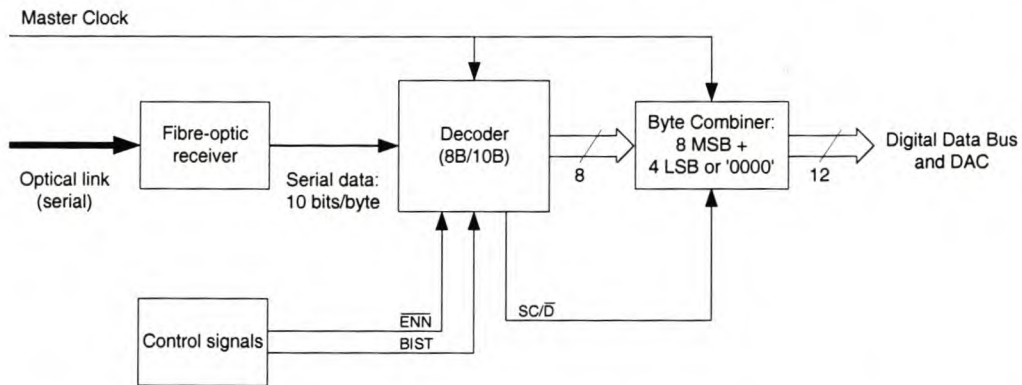 Master Clock
Fibre-optic
receiver
Decoder
(8B/10B)
Byte Combiner:
8 MSB +
4 LSB or '0000'
Digital Data Bus
and DAC
8
12
Optical link
(serial)
Serial data:
10 bits/byte
Control signals
E̅N̅N̅
BIST
SC/D̅